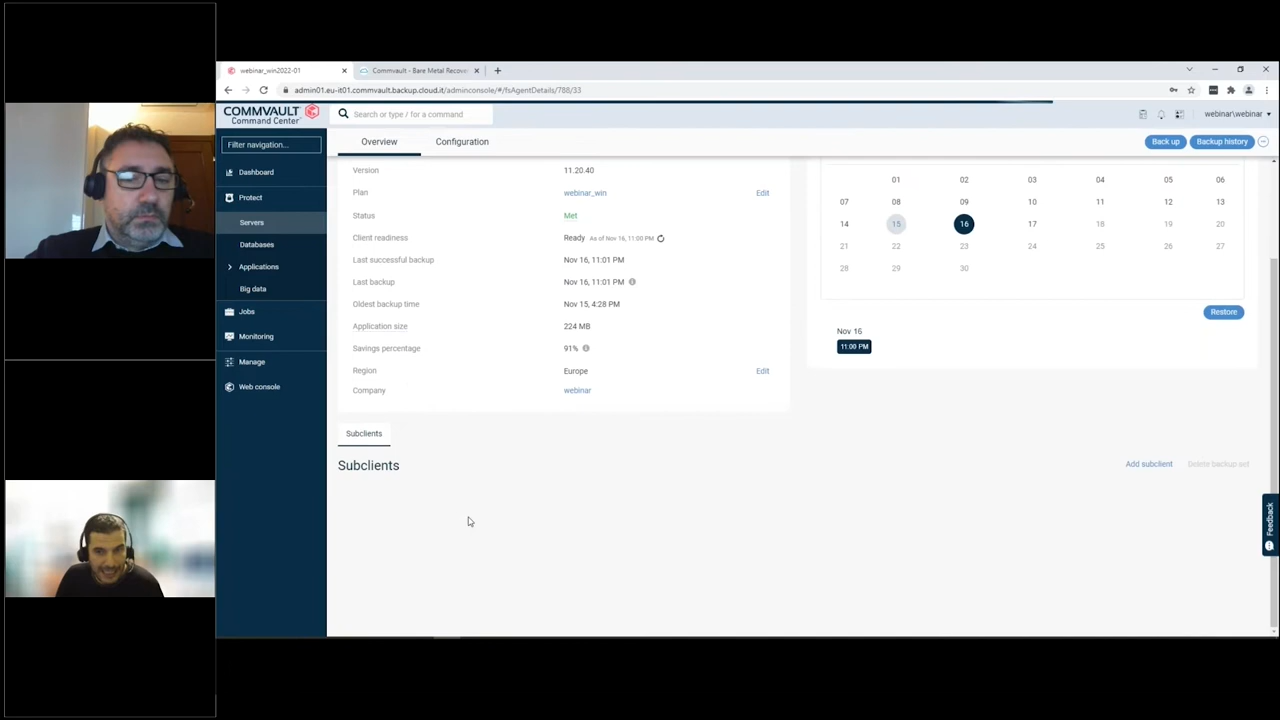 webinar_win2022-01
Commvault - Bare Metal Recove
admin01.eu-it01.commvault.backup.cloud.it/adminconsole/#/fsAgentDetails/788/33
COMMVAULT
Command Center
Search or type / for a command
webinar\webinar
Filter navigation...
Overview
Configuration
Back up
Backup history
Dashboard
Protect
Servers
Databases
Applications
Big data
Jobs
Monitoring
Manage
Web console
Version 11.20.40
Plan webinar_win Edit
Status Met
Client readiness Ready As of Nov 16, 11:00 PM
Last successful backup Nov 16, 11:01 PM
Last backup Nov 16, 11:01 PM
Oldest backup time Nov 15, 4:28 PM
Application size 224 MB
Savings percentage 91%
Region Europe Edit
Company webinar
01 02 03 04 05 06
07 08 09 10 11 12 13
14 15 16 17 18 19 20
21 22 23 24 25 26 27
28 29 30
Restore
Nov 16
11:00 PM
Subclients
Subclients
Add subclient
Delete backup set
Feedback